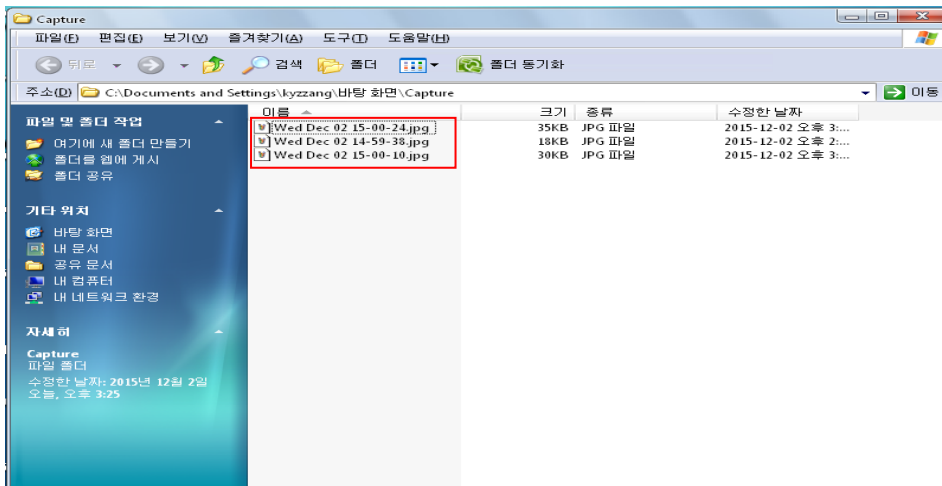 Capture
파일(F) 편집(E) 보기(V) 즐겨찾기(A) 도구(T) 도움말(H)
뒤로 검색 폴더 폴더 동기화
주소(D) C:\Documents and Settings\kyzzang\바탕 화면\Capture 이동
이름 크기 종류 수정한 날짜
Wed Dec 02 15-00-24.jpg 35KB JPG 파일 2015-12-02 오후 3:...
Wed Dec 02 14-59-38.jpg 18KB JPG 파일 2015-12-02 오후 2:...
Wed Dec 02 15-00-10.jpg 30KB JPG 파일 2015-12-02 오후 3:...
파일 및 폴더 작업
여기에 새 폴더 만들기
폴더를 웹에 게시
폴더 공유
기타 위치
바탕 화면
내 문서
공유 문서
내 컴퓨터
내 네트워크 환경
자세히
Capture
파일 폴더
수정한 날짜: 2015년 12월 2일
오늘, 오후 3:25